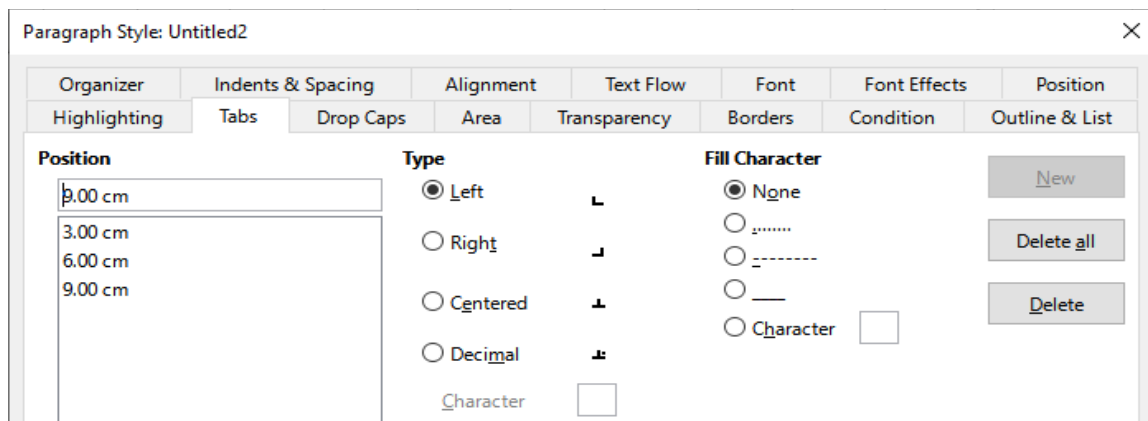 Paragraph Style: Untitled2
Organizer Indents & Spacing Alignment Text Flow Font Font Effects Position
Highlighting Tabs Drop Caps Area Transparency Borders Condition Outline & List
Position Type Fill Character
9.00 cm Left None New
3.00 cm Right ........ Delete all
6.00 cm --------
9.00 cm Centered ____ Delete
Character
Decimal
Character